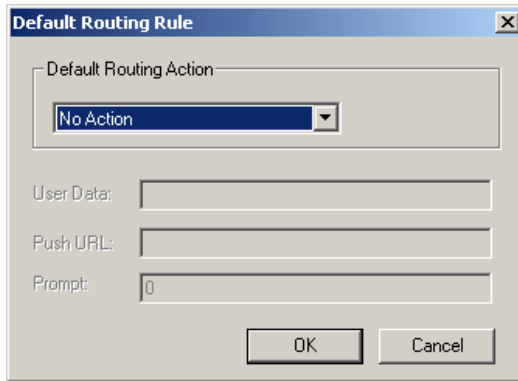 Default Routing Rule
Default Routing Action
No Action
User Data:
Push URL:
Prompt: 0
OK Cancel